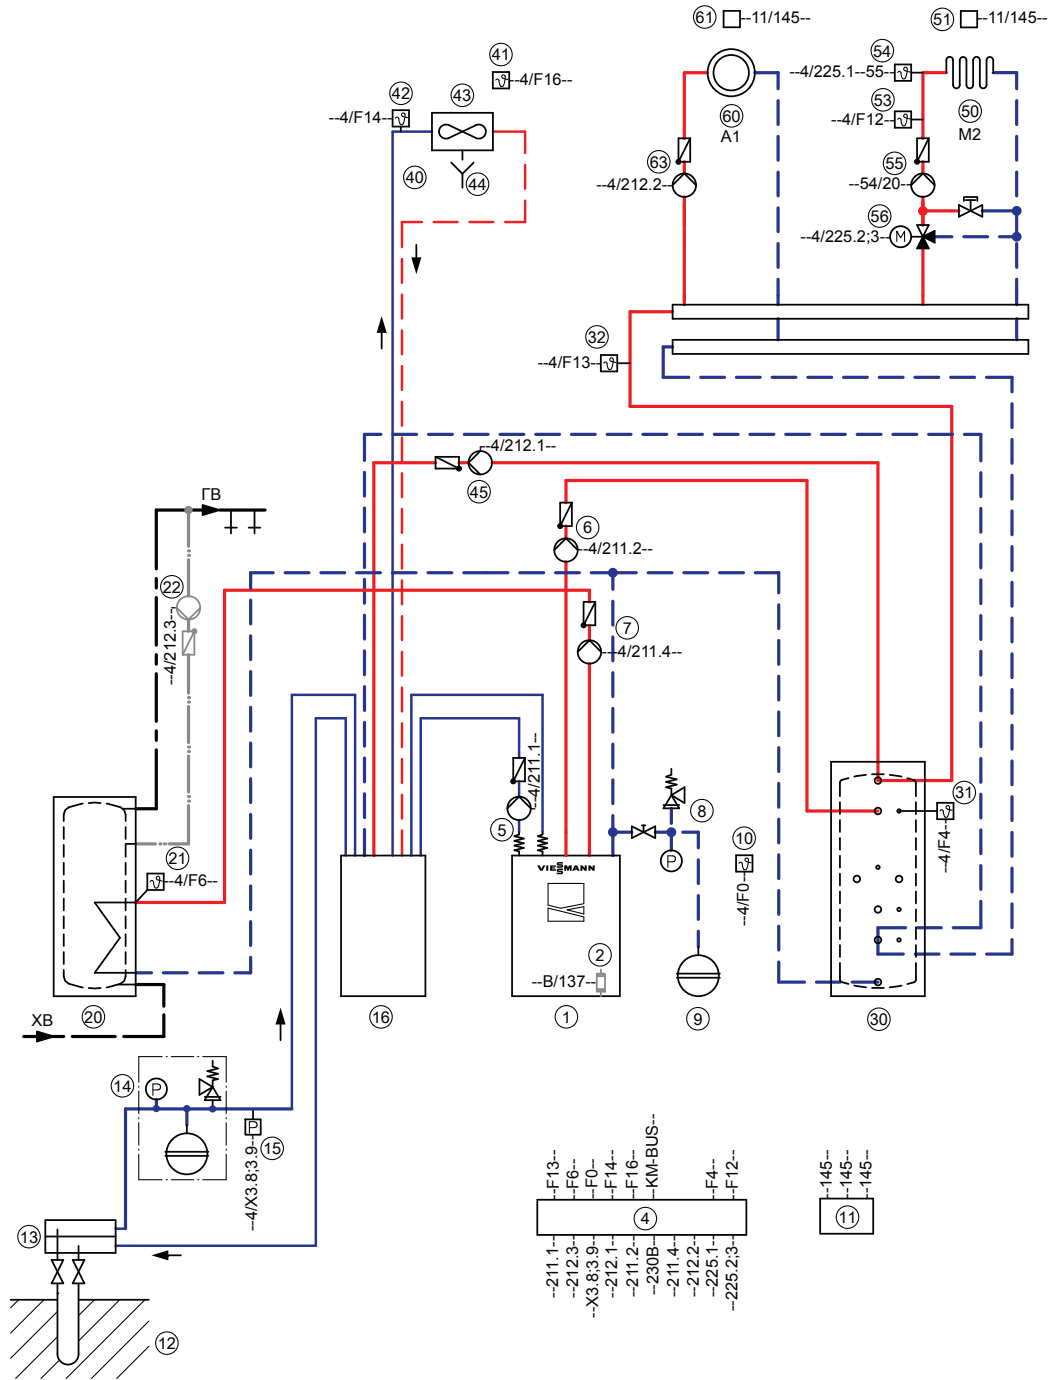 61 --11/145--
51 --11/145--
41 --4/F16--
42 --4/F14--
43
40
44
54 --4/225.1--55--
53 --4/F12--
50
M2
60
A1
63 --4/212.2--
55 --54/20--
56 --4/225.2;3-- M
32 --4/F13--
--4/212.1--
45
ГВ
6 --4/211.2--
22 --4/212.3--
7 --4/211.4--
5 --4/211.1--
8
P
10 --4/F0--
31 --4/F4--
21 --4/F6--
VIESSMANN
2
--B/137--
20
16
1
9
30
ХВ
14 P
P 15
--4/X3.8;3.9--
13
12
--F13--
--F6--
--F0--
--F14--
--F16--
--KM-BUS--
--F4--
--F12--
4
--211.1--
--212.3--
--X3.8;3.9--
--212.1--
--211.2--
--230B--
--211.4--
--212.2--
--225.1--
--225.2;3--
--145--
--145--
--145--
11